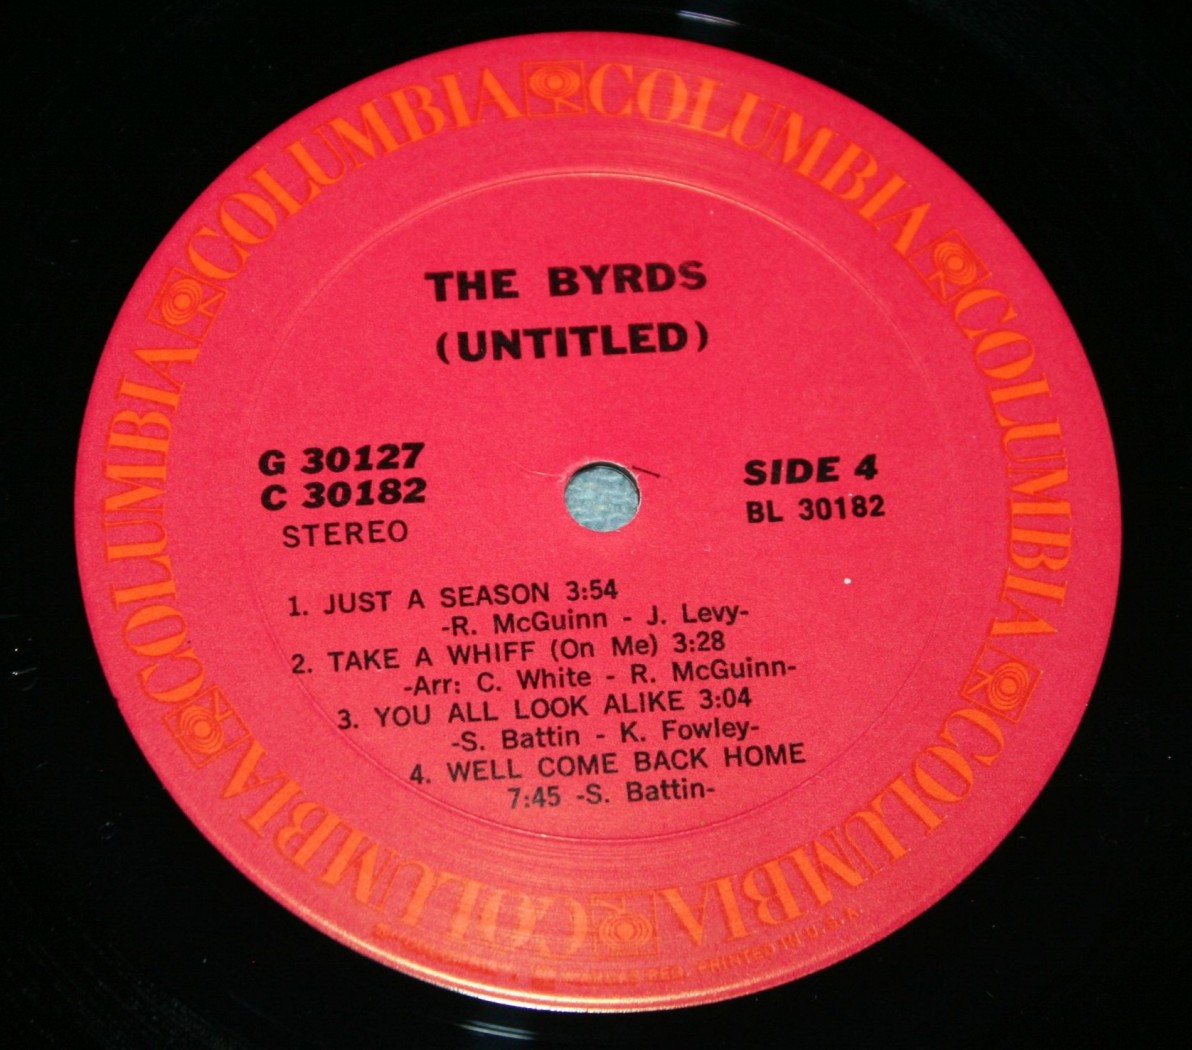 COLUMBIA COLUMBIA COLUMBIA COLUMBIA COLUMBIA COLUMBIA
THE BYRDS
(UNTITLED)
G 30127
C 30182
STEREO
SIDE 4
BL 30182
1. JUST A SEASON 3:54
-R. McGuinn - J. Levy-
2. TAKE A WHIFF (On Me) 3:28
-Arr: C. White - R. McGuinn-
3. YOU ALL LOOK ALIKE 3:04
-S. Battin - K. Fowley-
4. WELL COME BACK HOME
7:45 -S. Battin-
REG. PRINTED IN U.S.A.